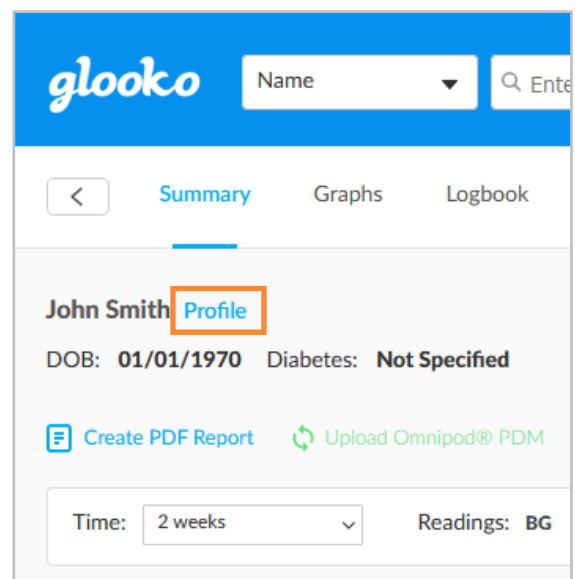 glooko Name
Summary Graphs Logbook
John Smith Profile
DOB: 01/01/1970 Diabetes: Not Specified
Create PDF Report Upload Omnipod® PDM
Time: 2 weeks Readings: BG